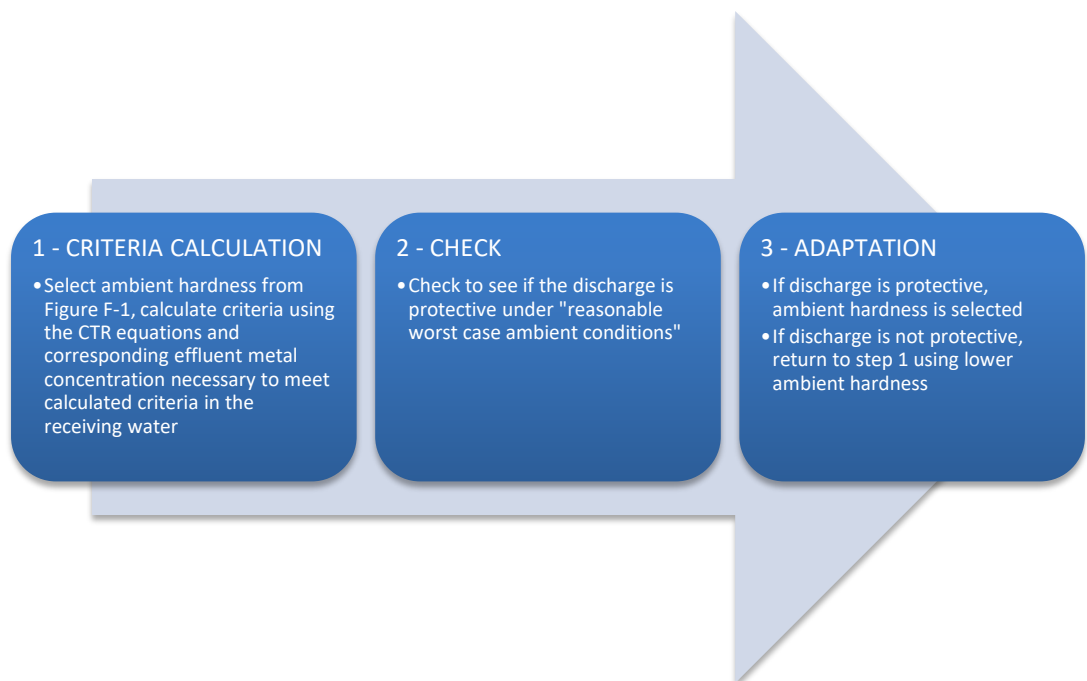 1 - CRITERIA CALCULATION
•Select ambient hardness from
Figure F-1, calculate criteria using
the CTR equations and
corresponding effluent metal
concentration necessary to meet
calculated criteria in the
receiving water
2 - CHECK
•Check to see if the discharge is
protective under "reasonable
worst case ambient conditions"
3 - ADAPTATION
•If discharge is protective,
ambient hardness is selected
•If discharge is not protective,
return to step 1 using lower
ambient hardness